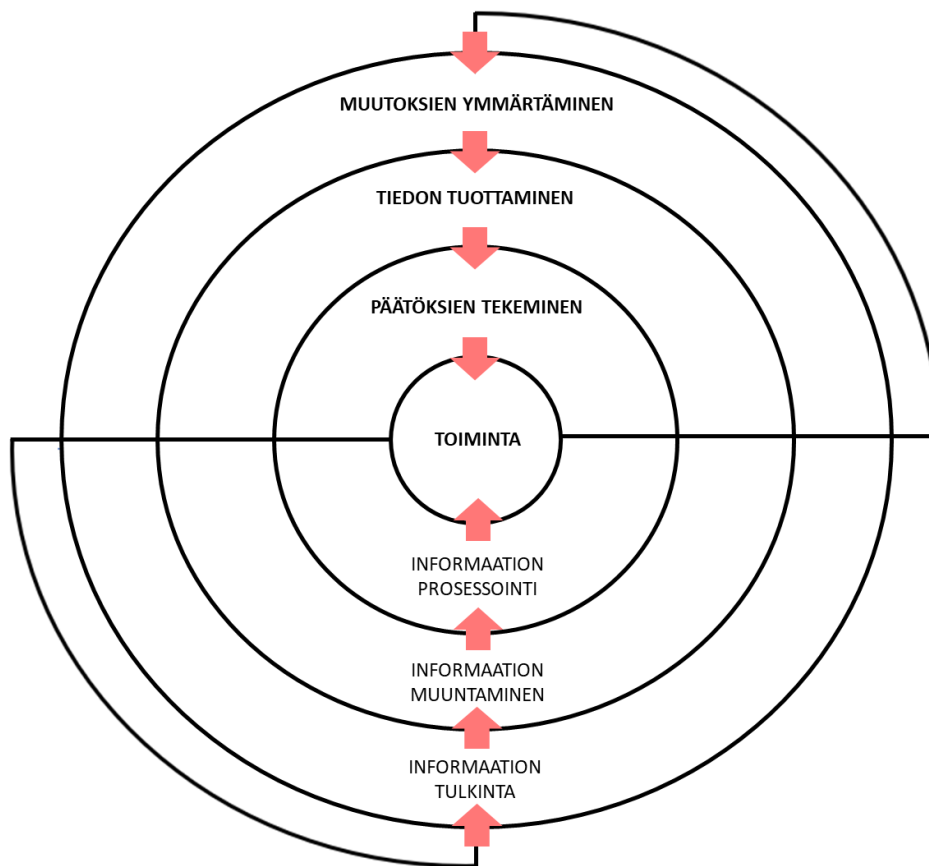 MUUTOKSIEN YMMÄRTÄMINEN
TIEDON TUOTTAMINEN
PÄÄTÖKSIEN TEKEMINEN
TOIMINTA
INFORMAATION
PROSESSOINTI
INFORMAATION
MUUNTAMINEN
INFORMAATION
TULKINTA